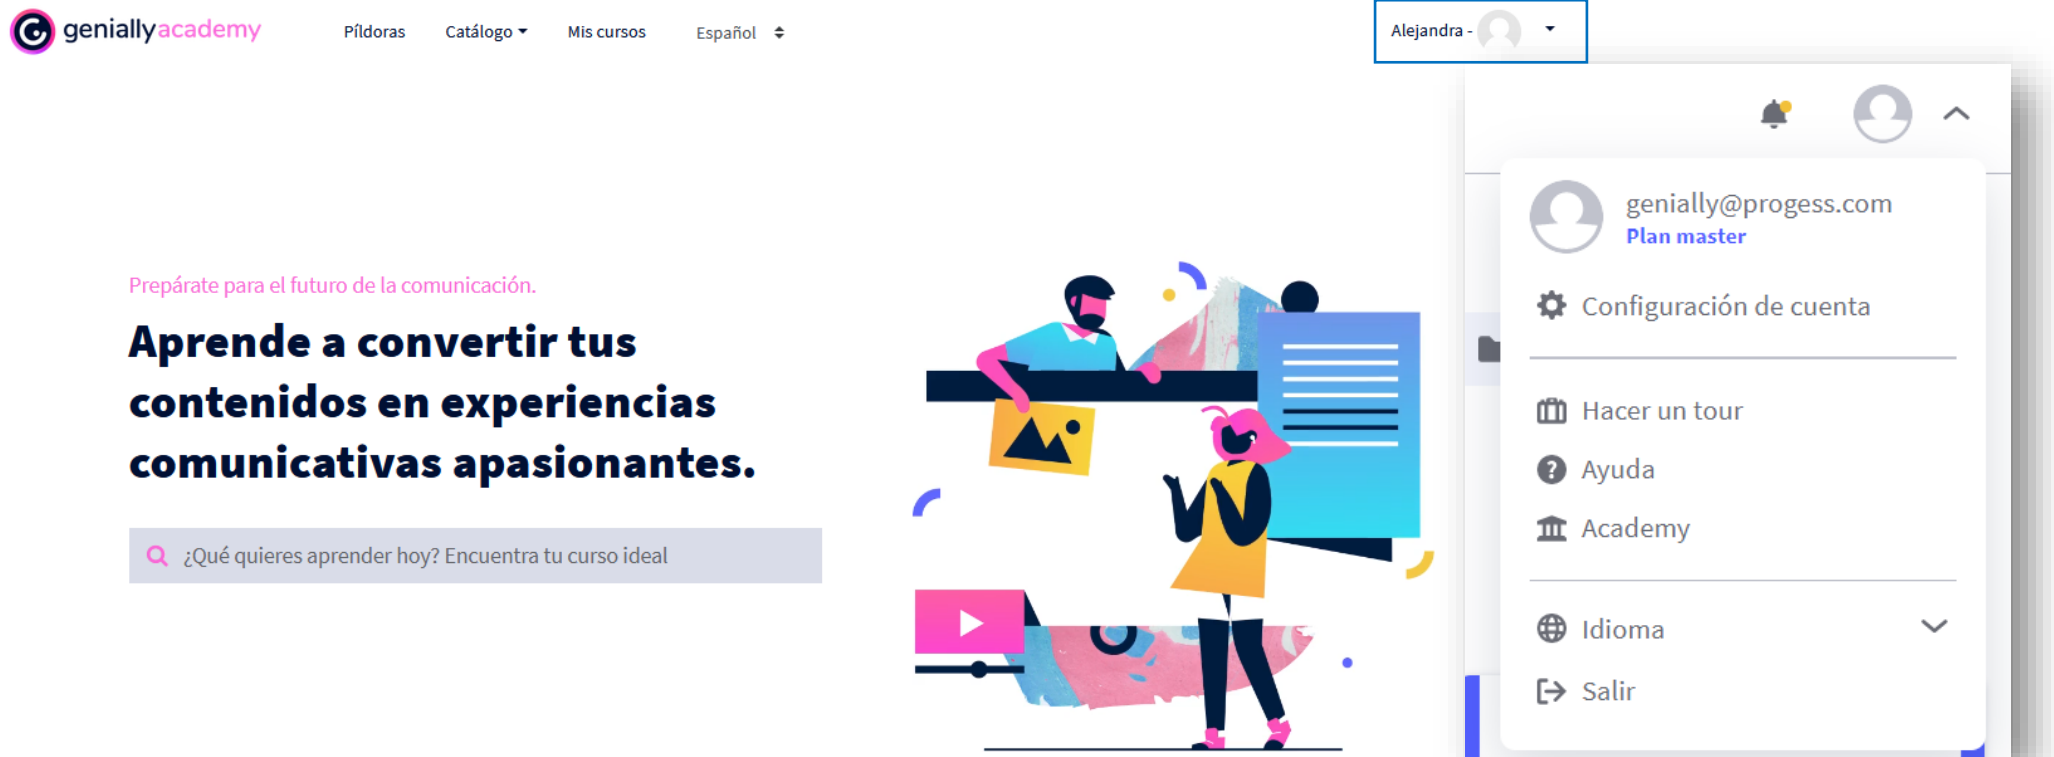 geniallyacademy
Píldoras
Catálogo
Mis cursos
Español
Alejandra -
Prepárate para el futuro de la comunicación.
Aprende a convertir tus
contenidos en experiencias
comunicativas apasionantes.
¿Qué quieres aprender hoy? Encuentra tu curso ideal
genially@progess.com
Plan master
Configuración de cuenta
Hacer un tour
Ayuda
Academy
Idioma
Salir